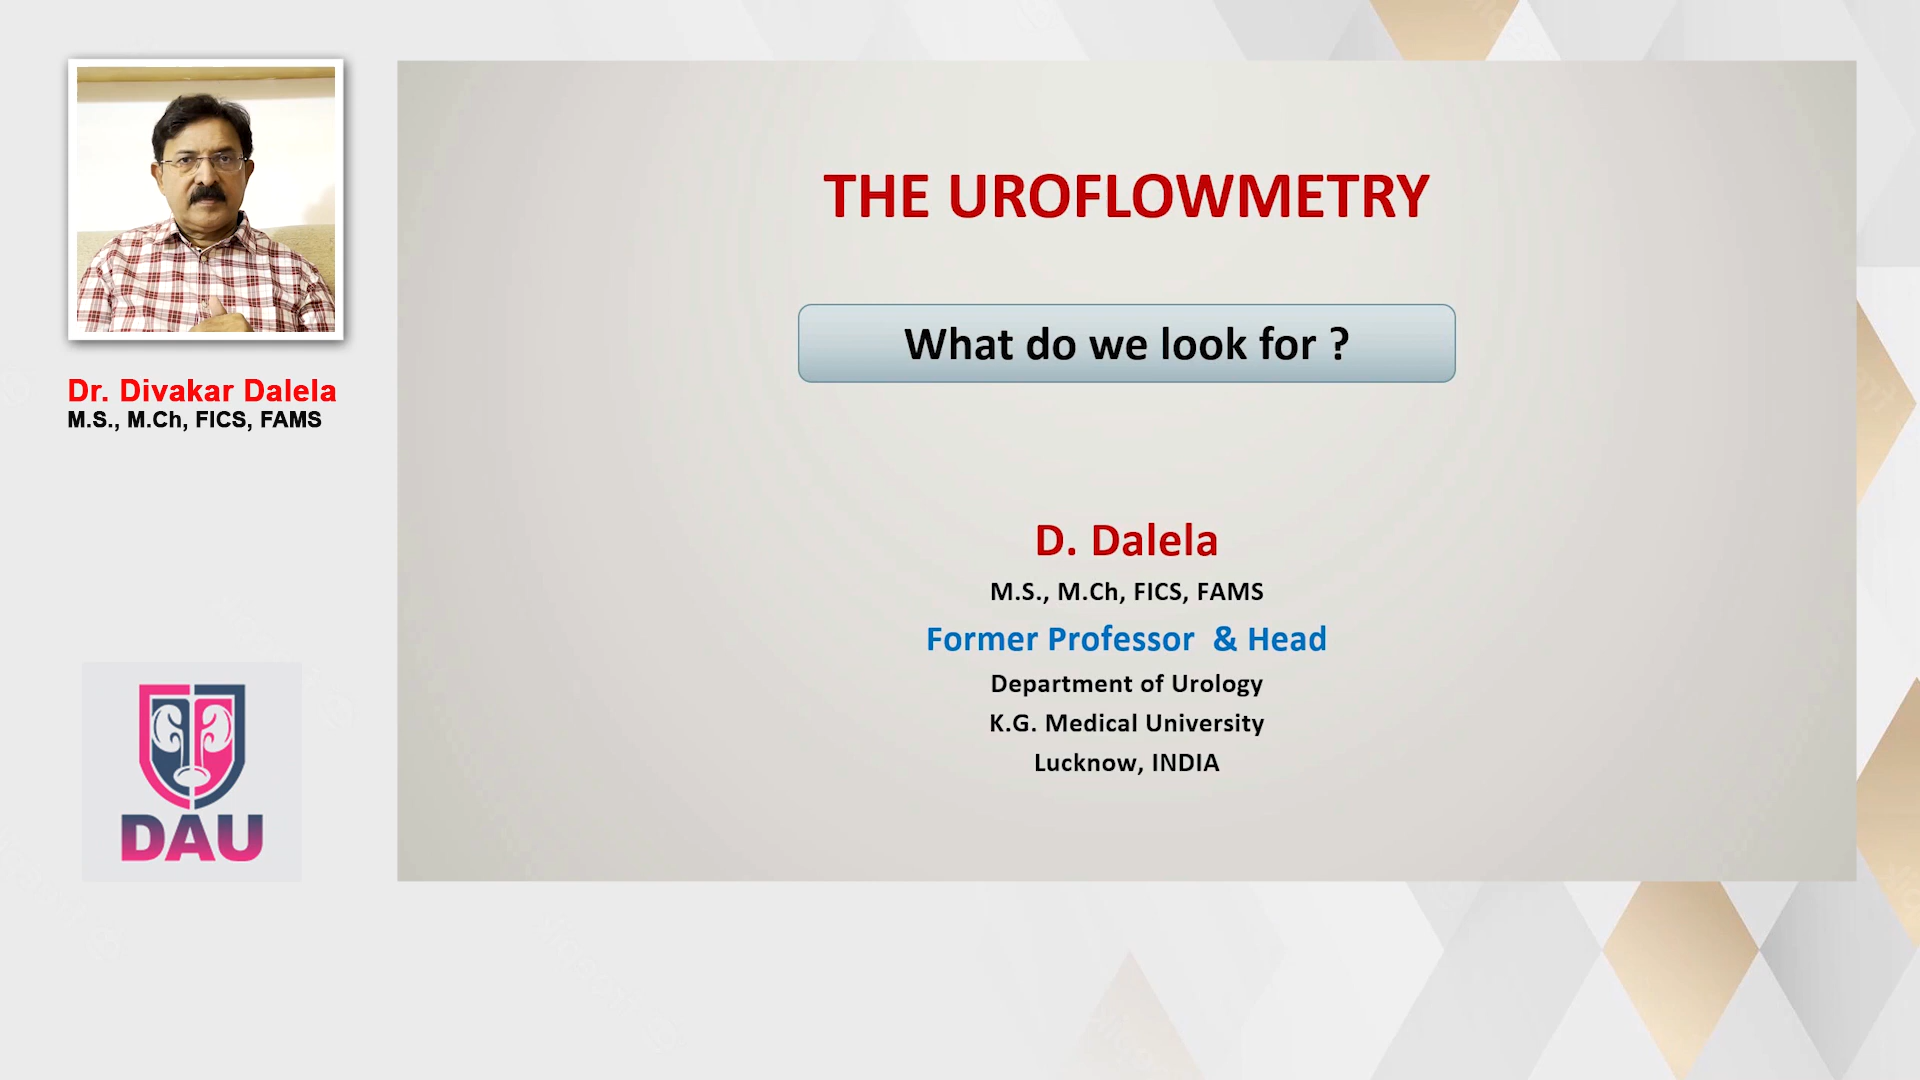 Dr. Divakar Dalela
M.S., M.Ch, FICS, FAMS
DAU
THE UROFLOWMETRY
What do we look for ?
D. Dalela
M.S., M.Ch, FICS, FAMS
Former Professor & Head
Department of Urology
K.G. Medical University
Lucknow, INDIA